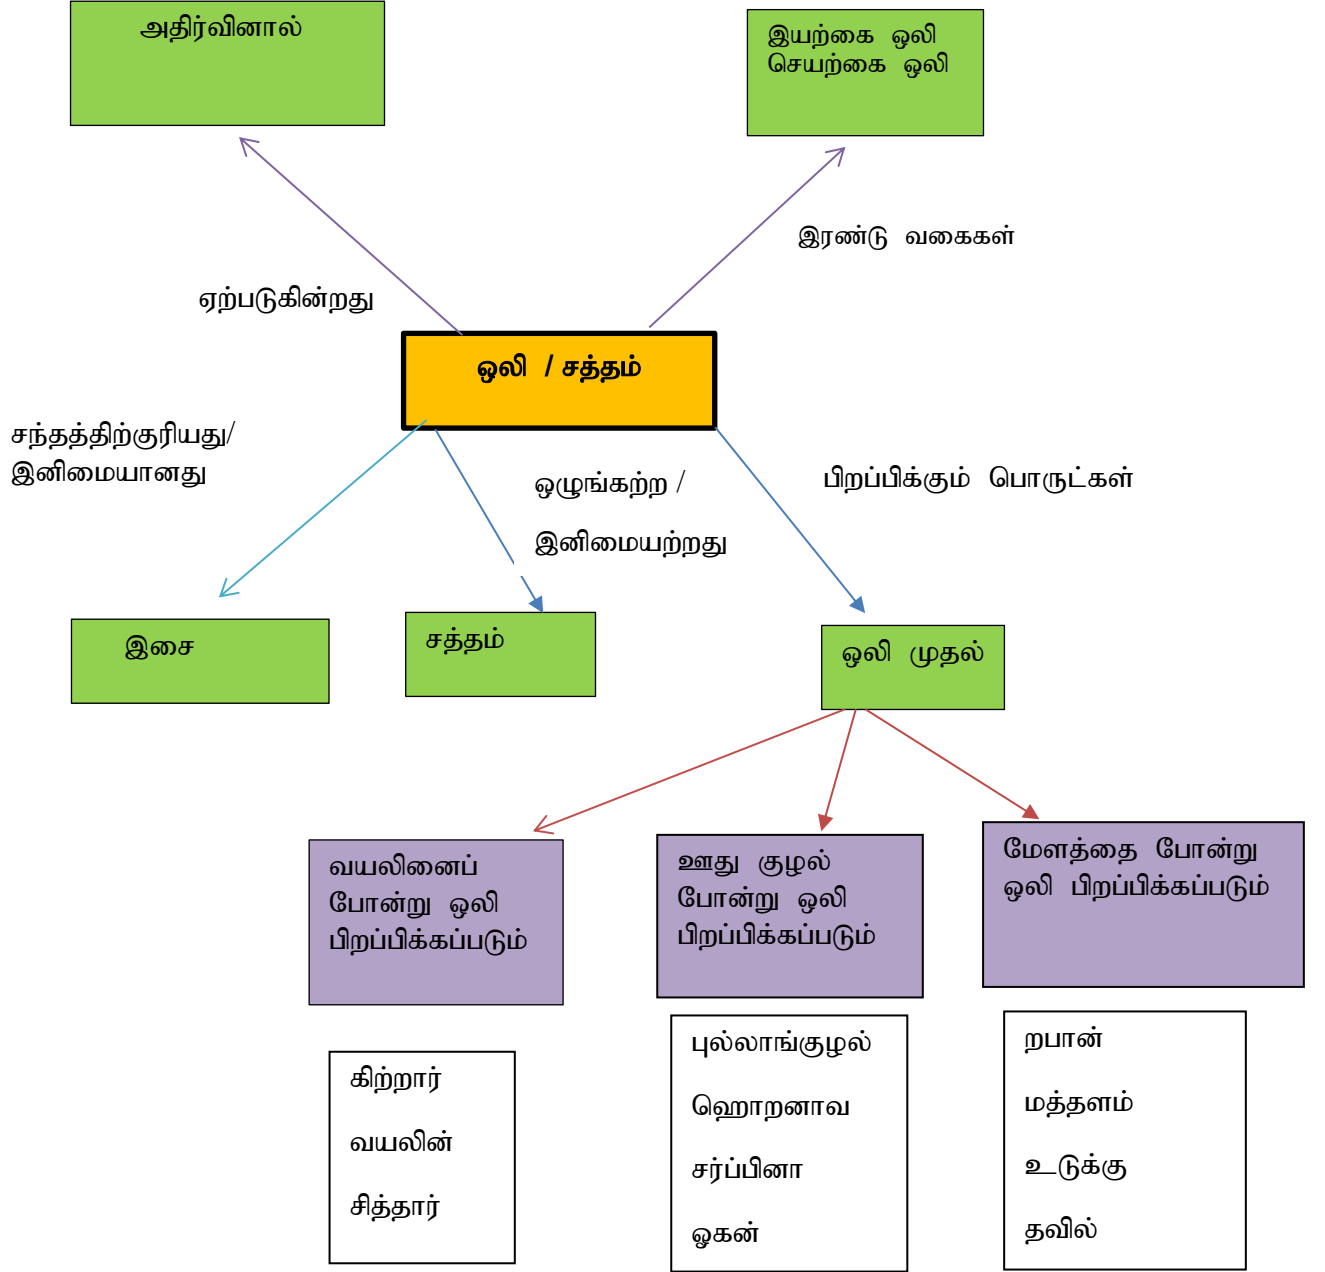 அதிர்வினால்
இயற்கை ஒலி
செயற்கை ஒலி
இரண்டு வகைகள்
ஏற்படுகின்றது
ஒலி / சத்தம்
சந்தத்திற்குரியது/
இனிமையானது
ஒழுங்கற்ற /
இனிமையற்றது
பிறப்பிக்கும் பொருட்கள்
இசை
சத்தம்
ஒலி முதல்
வயலினைப்
போன்று ஒலி
பிறப்பிக்கப்படும்
ஊது குழல்
போன்று ஒலி
பிறப்பிக்கப்படும்
மேளத்தை போன்று
ஒலி பிறப்பிக்கப்படும்
கிற்றார்
வயலின்
சித்தார்
புல்லாங்குழல்
ஹொறனாவ
சர்ப்பினா
ஓகன்
றபான்
மத்தளம்
உடுக்கு
தவில்